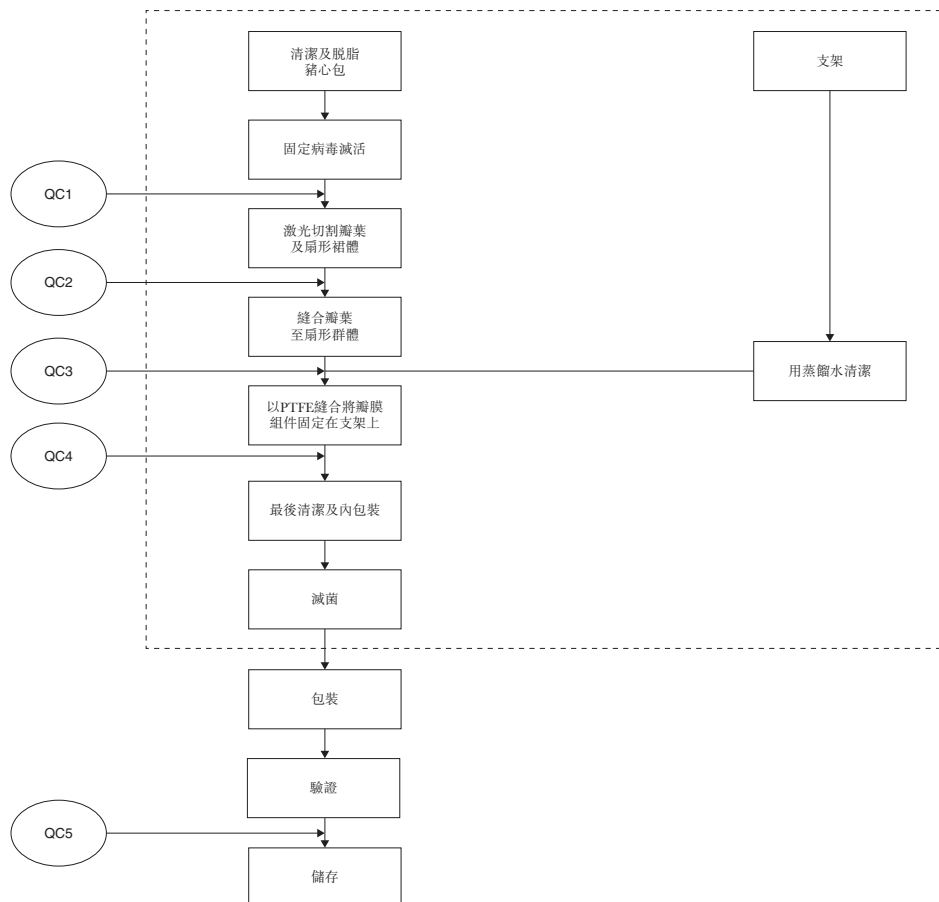 清潔及脫脂
豬心包
支架
固定病毒滅活
QC1
激光切割瓣葉
及扇形裙體
QC2
縫合瓣葉
至扇形群體
QC3
用蒸餾水清潔
以PTFE縫合將瓣膜
組件固定在支架上
QC4
最後清潔及內包裝
滅菌
包裝
驗證
QC5
儲存